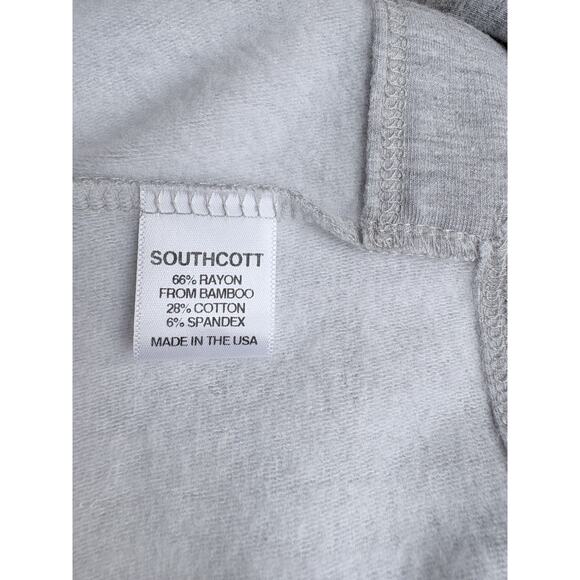 SOUTHCOTT
66% RAYON
FROM BAMBOO
28% COTTON
6% SPANDEX
MADE IN THE USA